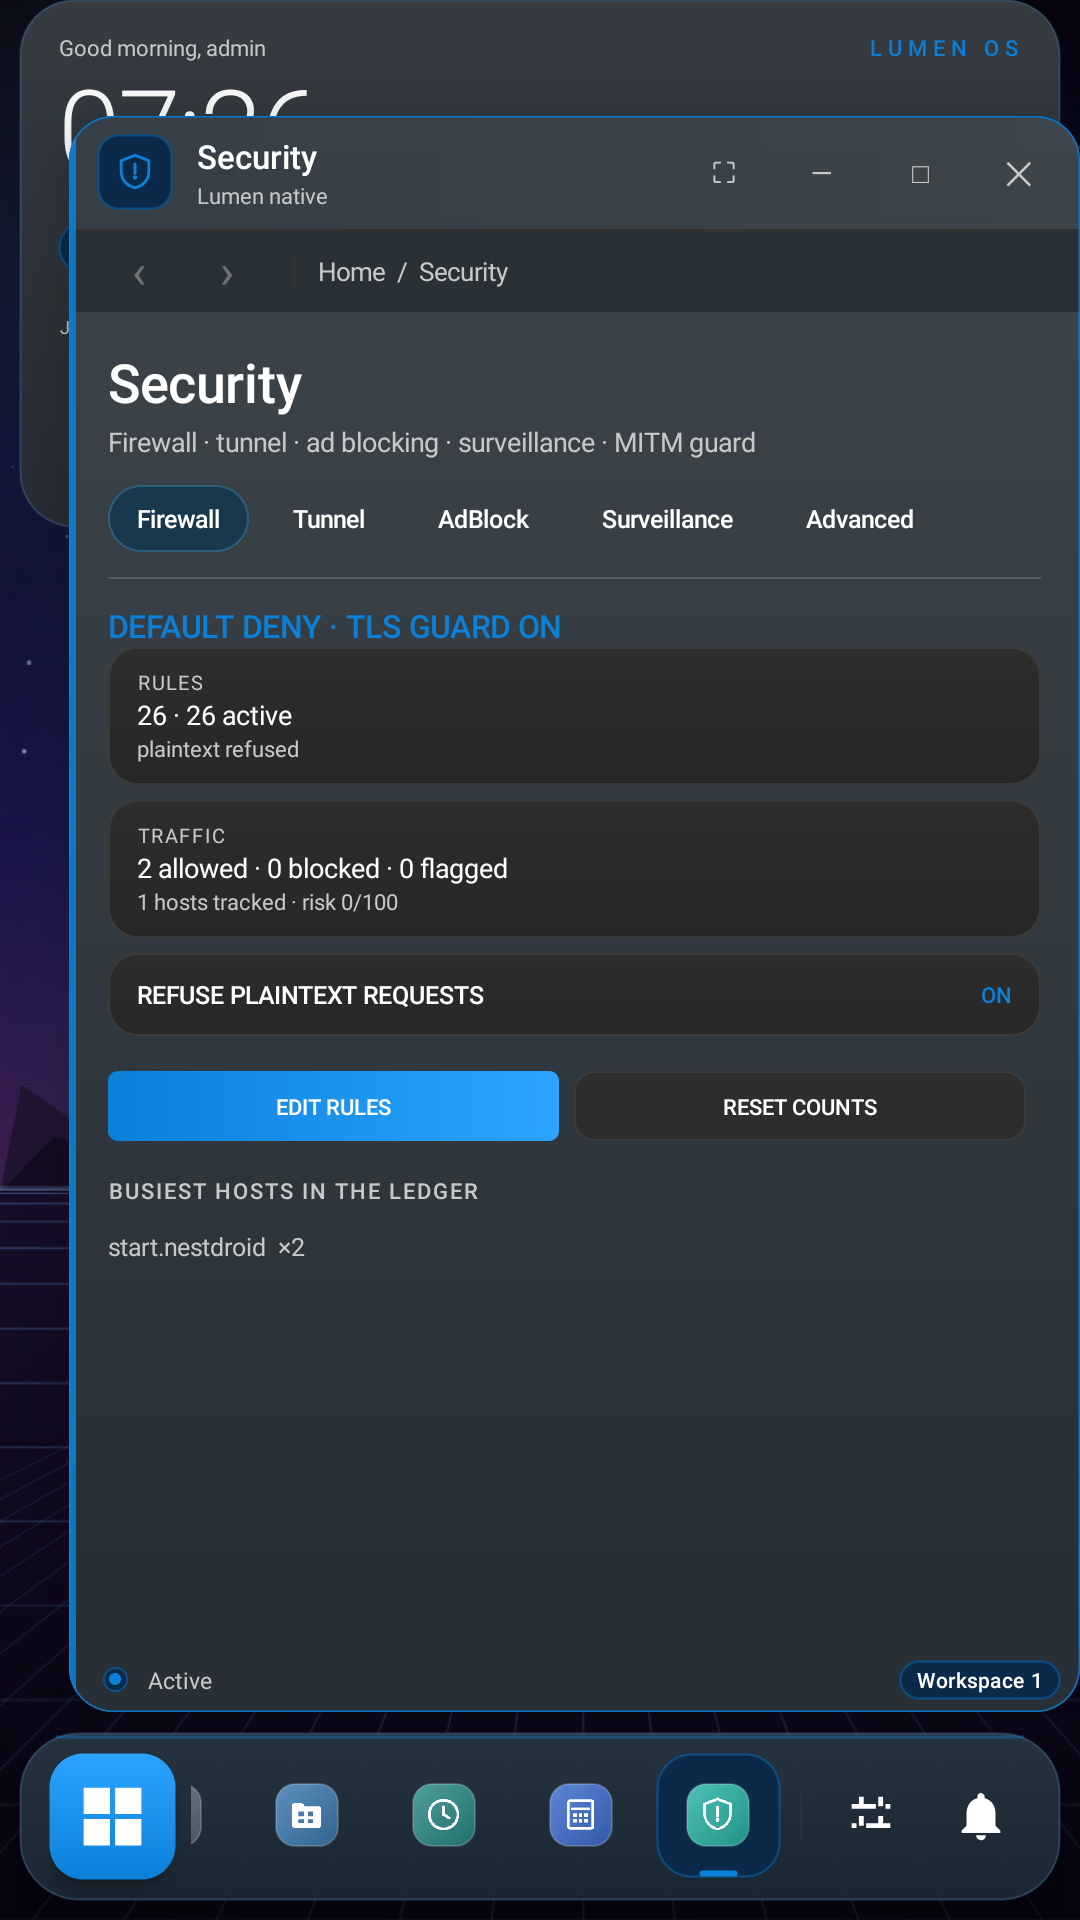 Good morning, admin
LUMEN OS
07:26
Security
Lumen native
Home / Security
Security
Firewall · tunnel · ad blocking · surveillance · MITM guard
Firewall
Tunnel
AdBlock
Surveillance
Advanced
DEFAULT DENY · TLS GUARD ON
RULES
26 · 26 active
plaintext refused
TRAFFIC
2 allowed · 0 blocked · 0 flagged
1 hosts tracked · risk 0/100
REFUSE PLAINTEXT REQUESTS
ON
EDIT RULES
RESET COUNTS
BUSIEST HOSTS IN THE LEDGER
start.nestdroid ×2
Active
Workspace 1